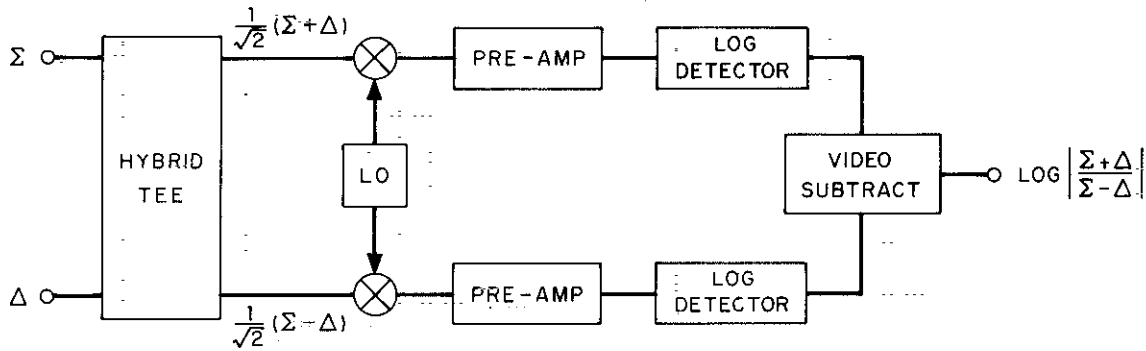 Σ
Δ
HYBRID
TEE
1/√2 (Σ+Δ)
1/√2 (Σ-Δ)
LO
PRE-AMP
LOG
DETECTOR
PRE-AMP
LOG
DETECTOR
VIDEO
SUBTRACT
LOG |Σ+Δ/Σ-Δ|